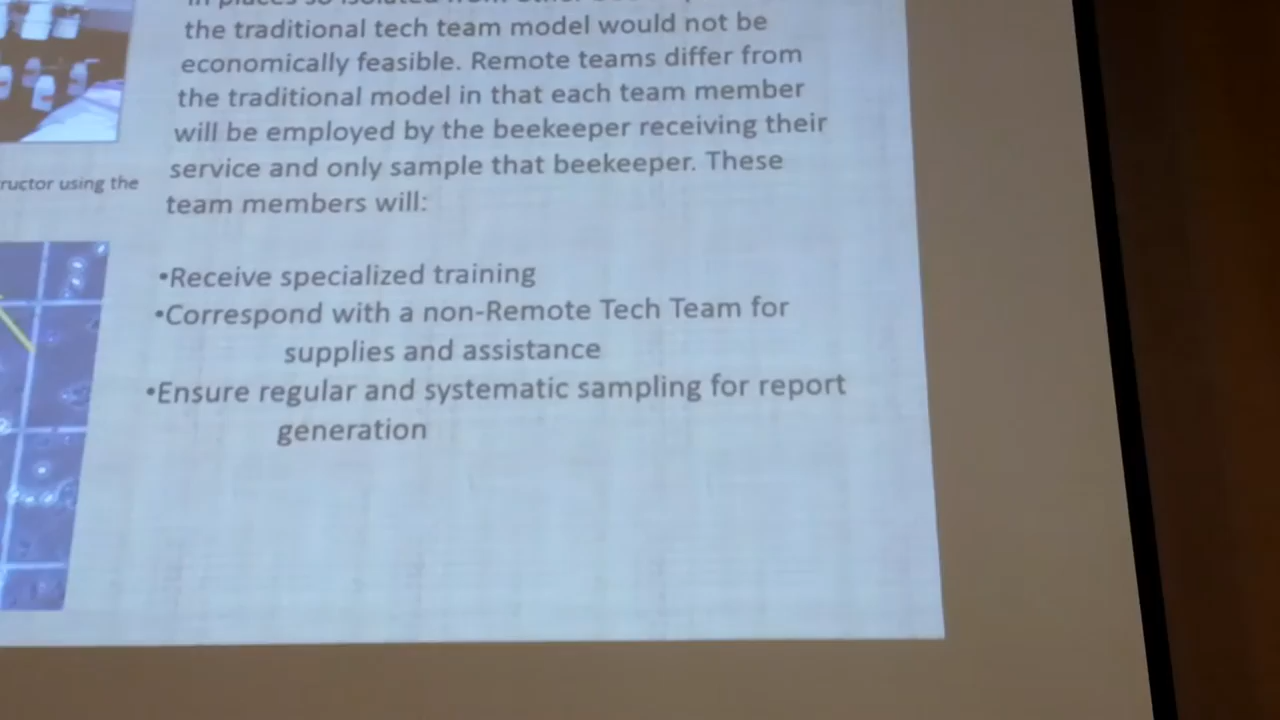 the traditional tech team model would not be
economically feasible. Remote teams differ from
the traditional model in that each team member
will be employed by the beekeeper receiving their
service and only sample that beekeeper. These
team members will:
ructor using the
•Receive specialized training
•Correspond with a non-Remote Tech Team for
supplies and assistance
•Ensure regular and systematic sampling for report
generation